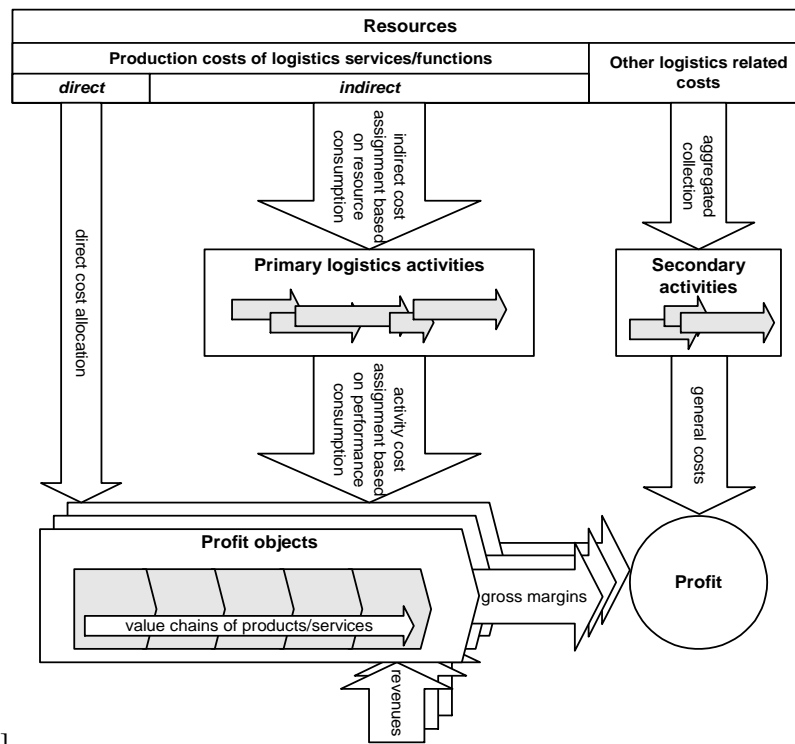 Resources
Production costs of logistics services/functions
Other logistics related
costs
direct
indirect
direct cost allocation
indirect cost
assignment based
on resource
consumption
aggregated
collection
Primary logistics activities
Secondary
activities
activity cost
assignment based
on performance
consumption
general costs
Profit objects
value chains of products/services
gross margins
Profit
revenues
]